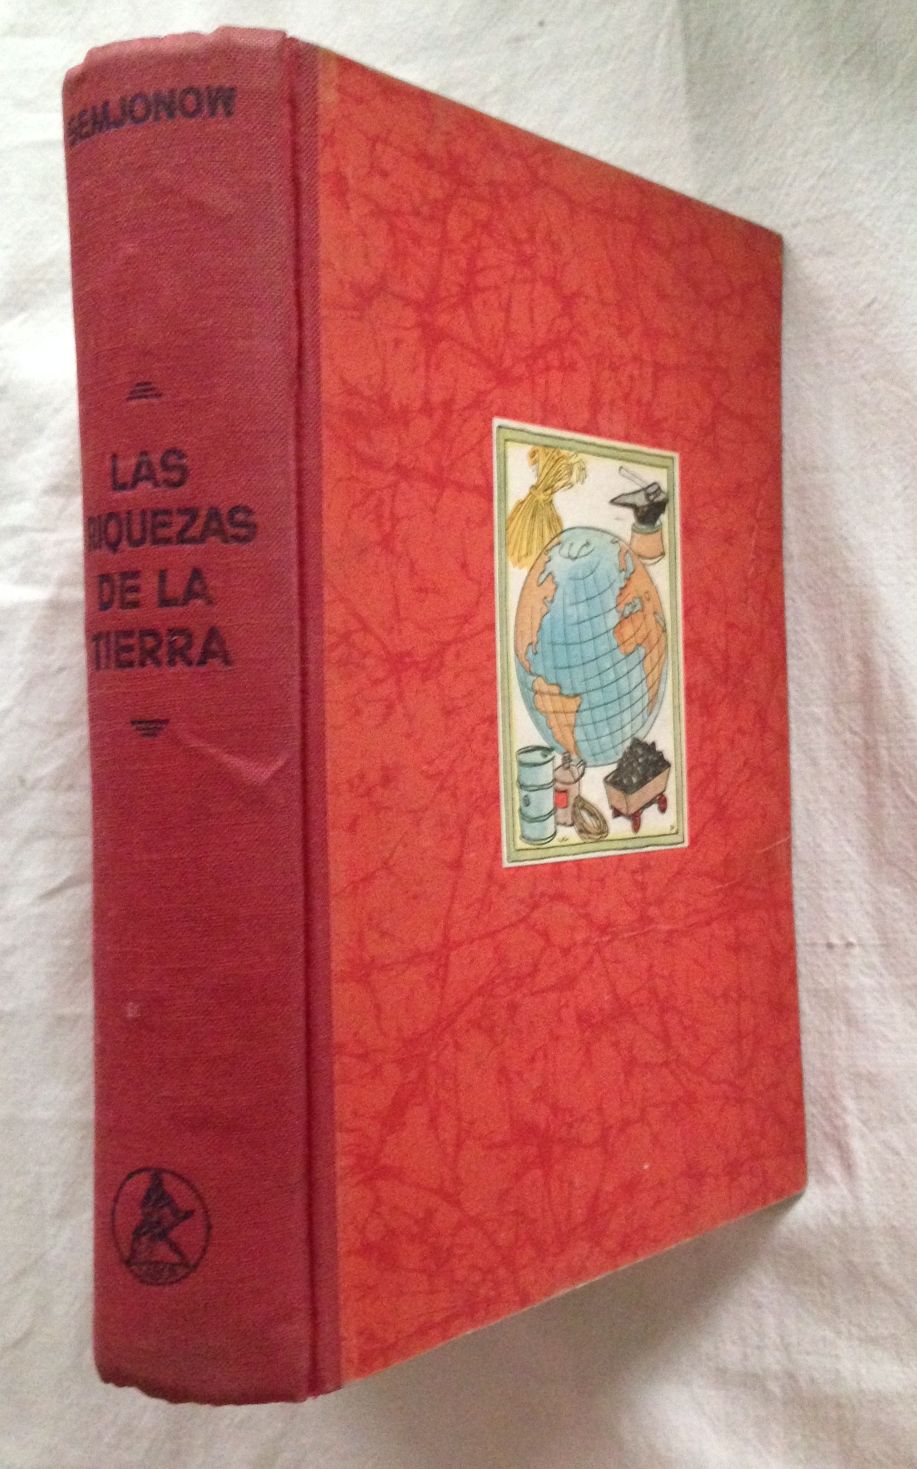 SEMJONOW
LAS
RIQUEZAS
DE LA
TIERRA